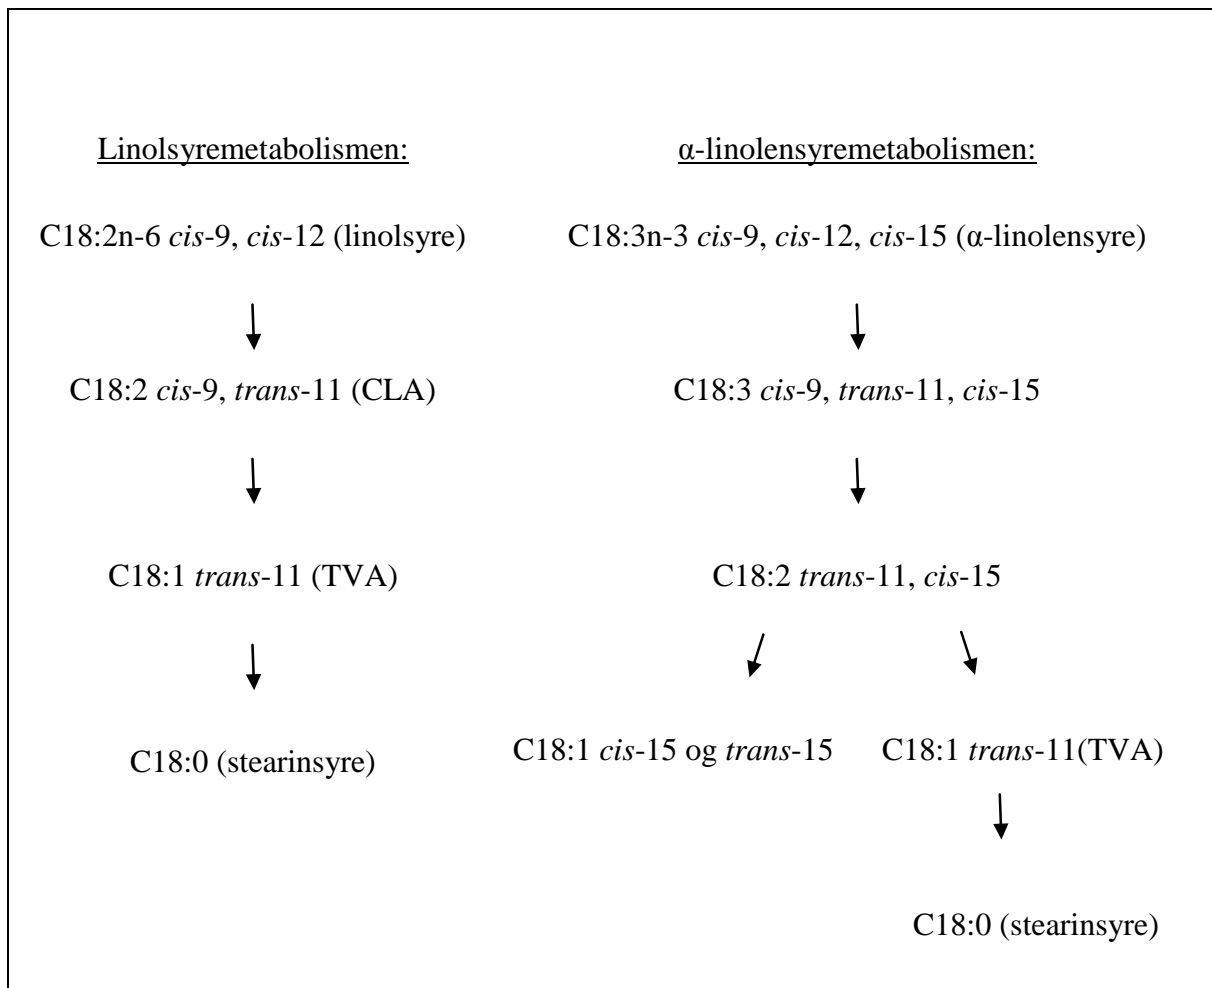 Linolsyremetabolismen:
C18:2n-6 cis-9, cis-12 (linolsyre)
C18:2 cis-9, trans-11 (CLA)
C18:1 trans-11 (TVA)
C18:0 (stearinsyre)
α-linolensyremetabolismen:
C18:3n-3 cis-9, cis-12, cis-15 (α-linolensyre)
C18:3 cis-9, trans-11, cis-15
C18:2 trans-11, cis-15
C18:1 cis-15 og trans-15
C18:1 trans-11(TVA)
C18:0 (stearinsyre)